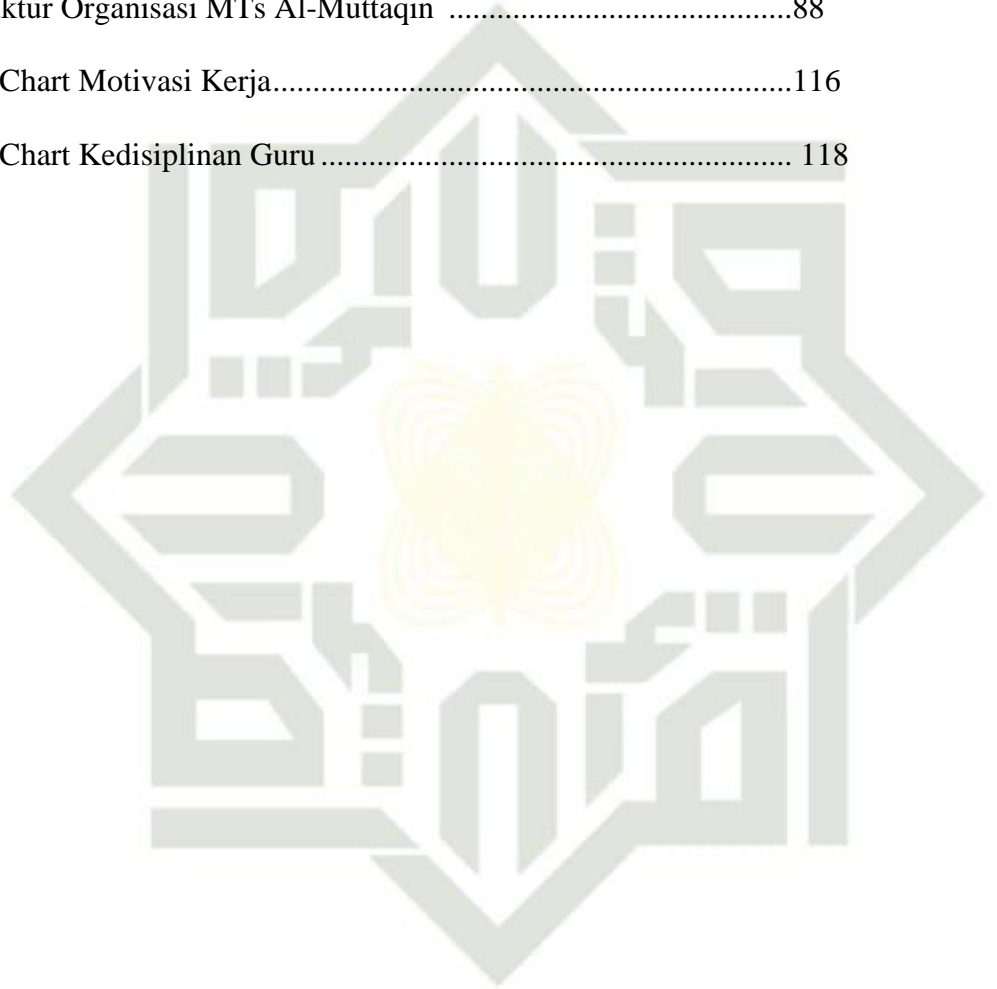 ktur Organisasi MTs Al-Muttaqin ...........................................88
Chart Motivasi Kerja.................................................................116
Chart Kedisiplinan Guru ........................................................... 118